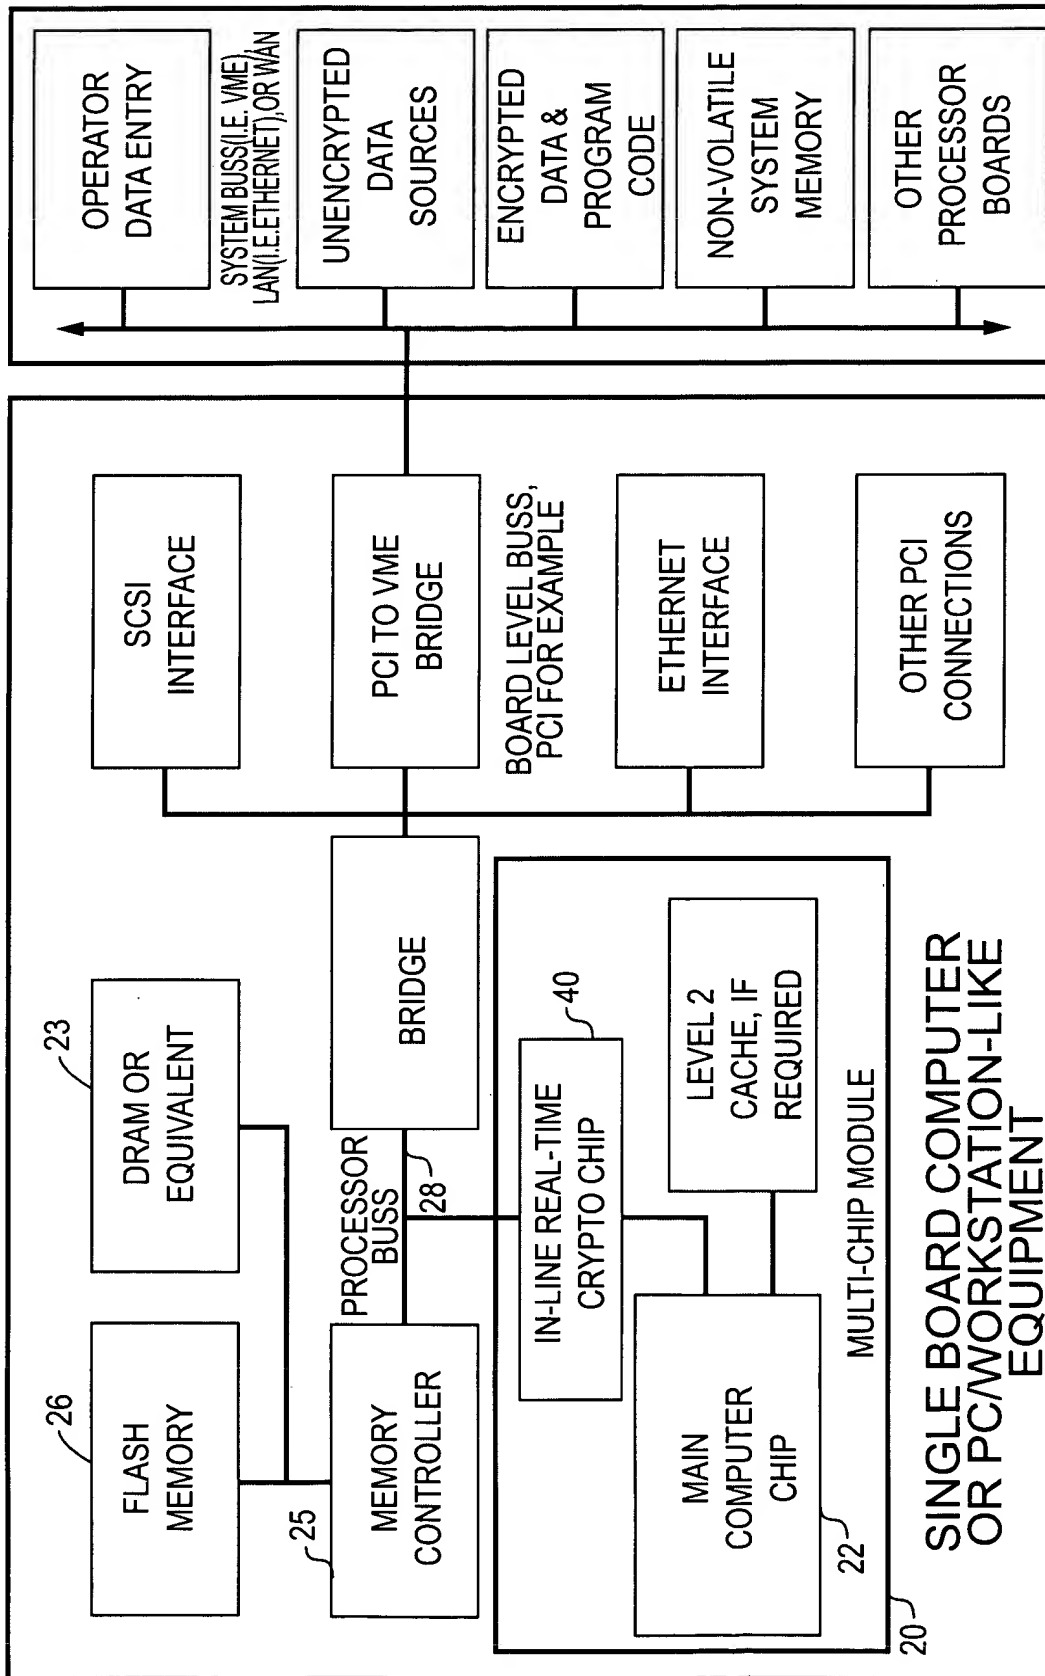 26
FLASH
MEMORY
23
DRAM OR
EQUIVALENT
SCSI
INTERFACE
OPERATOR
DATA ENTRY
SYSTEM BUSS(I.E. VME),
LAN(I.E.ETHERNET),OR WAN
25
MEMORY
CONTROLLER
PROCESSOR
BUSS
28
BRIDGE
PCI TO VME
BRIDGE
BOARD LEVEL BUSS,
PCI FOR EXAMPLE
UNENCRYPTED
DATA
SOURCES
IN-LINE REAL-TIME
CRYPTO CHIP
40
ETHERNET
INTERFACE
ENCRYPTED
DATA &
PROGRAM
CODE
MAIN
COMPUTER
CHIP
22
LEVEL 2
CACHE, IF
REQUIRED
NON-VOLATILE
SYSTEM
MEMORY
MULTI-CHIP MODULE
20
OTHER PCI
CONNECTIONS
OTHER
PROCESSOR
BOARDS
SINGLE BOARD COMPUTER
OR PC/WORKSTATION-LIKE
EQUIPMENT